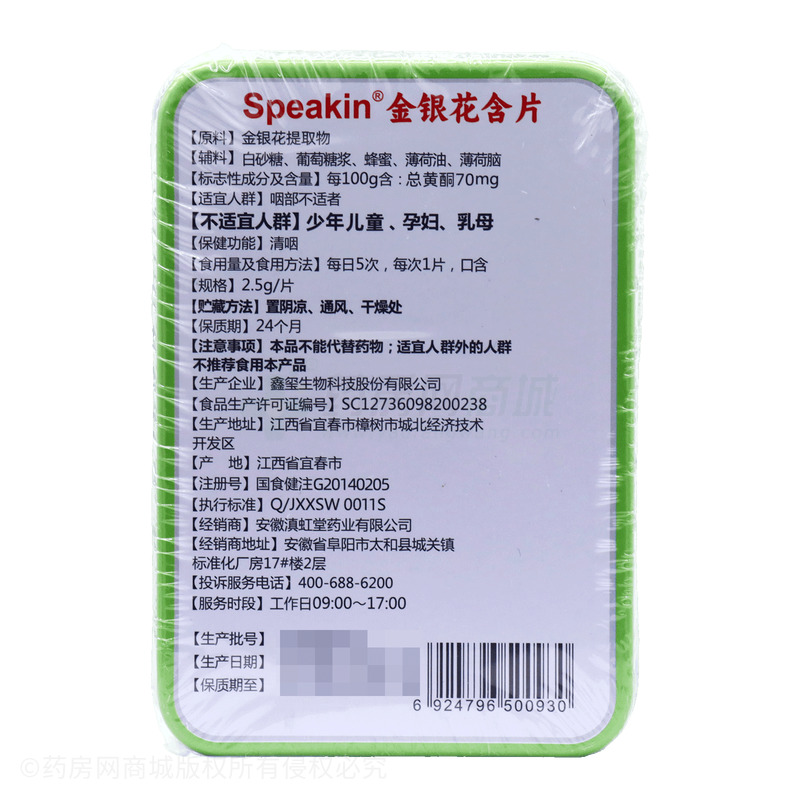 Speakin®金银花含片
【原料】金银花提取物
【辅料】白砂糖、葡萄糖浆、蜂蜜、薄荷油、薄荷脑
【标志性成分及含量】每100g含：总黄酮70mg
【适宜人群】咽部不适者
【不适宜人群】少年儿童、孕妇、乳母
【保健功能】清咽
【食用量及食用方法】每日5次，每次1片，口含
【规格】2.5g/片
【贮藏方法】置阴凉、通风、干燥处
【保质期】24个月
【注意事项】本品不能代替药物；适宜人群外的人群
不推荐食用本产品
【生产企业】鑫玺生物科技股份有限公司
【食品生产许可证编号】SC12736098200238
【生产地址】江西省宜春市樟树市城北经济技术
开发区
【产 地】江西省宜春市
【注册号】国食健注G20140205
【执行标准】Q/JXXSW 0011S
【经销商】安徽滇虹堂药业有限公司
【经销商地址】安徽省阜阳市太和县城关镇
标准化厂房17#楼2层
【投诉服务电话】400-688-6200
【服务时段】工作日09:00～17:00
【生产批号】
【生产日期】
【保质期至】
6 924796 500930
©药房网商城版权所有侵权必究